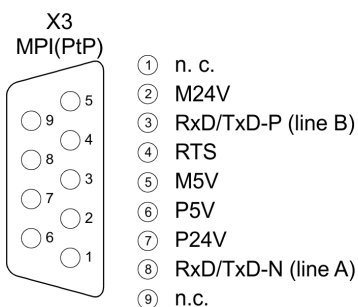 X3
MPI(PtP)
5
9
4
8
3
7
2
6
1
① n. c.
② M24V
③ RxD/TxD-P (line B)
④ RTS
⑤ M5V
⑥ P5V
⑦ P24V
⑧ RxD/TxD-N (line A)
⑨ n.c.